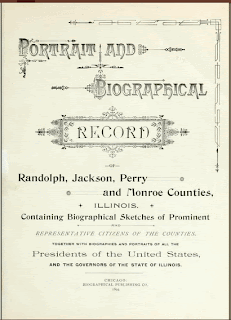 PORTRAIT AND
BIOGRAPHICAL
RECORD
OF
Randolph, Jackson, Perry
and Monroe Counties,
ILLINOIS.
Containing Biographical Sketches of Prominent
AND
REPRESENTATIVE CITIZENS OF THE COUNTIES,
TOGETHER WITH BIOGRAPHIES AND PORTRAITS OF ALL THE
Presidents of the United States,
AND THE GOVERNORS OF THE STATE OF ILLINOIS.
CHICAGO:
BIOGRAPHICAL PUBLISHING CO.
1894